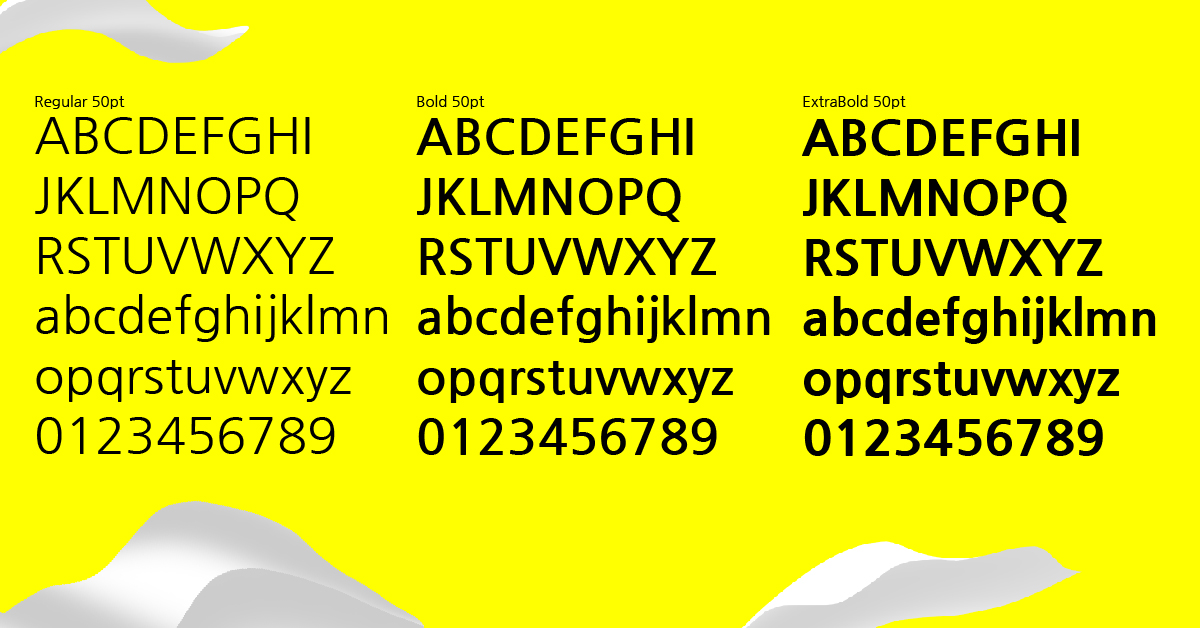 Regular 50pt
ABCDEFGHI
JKLMNOPQ
RSTUVWXYZ
abcdefghijklmn
opqrstuvwxyz
0123456789
Bold 50pt
ABCDEFGHI
JKLMNOPQ
RSTUVWXYZ
abcdefghijklmn
opqrstuvwxyz
0123456789
ExtraBold 50pt
ABCDEFGHI
JKLMNOPQ
RSTUVWXYZ
abcdefghijklmn
opqrstuvwxyz
0123456789